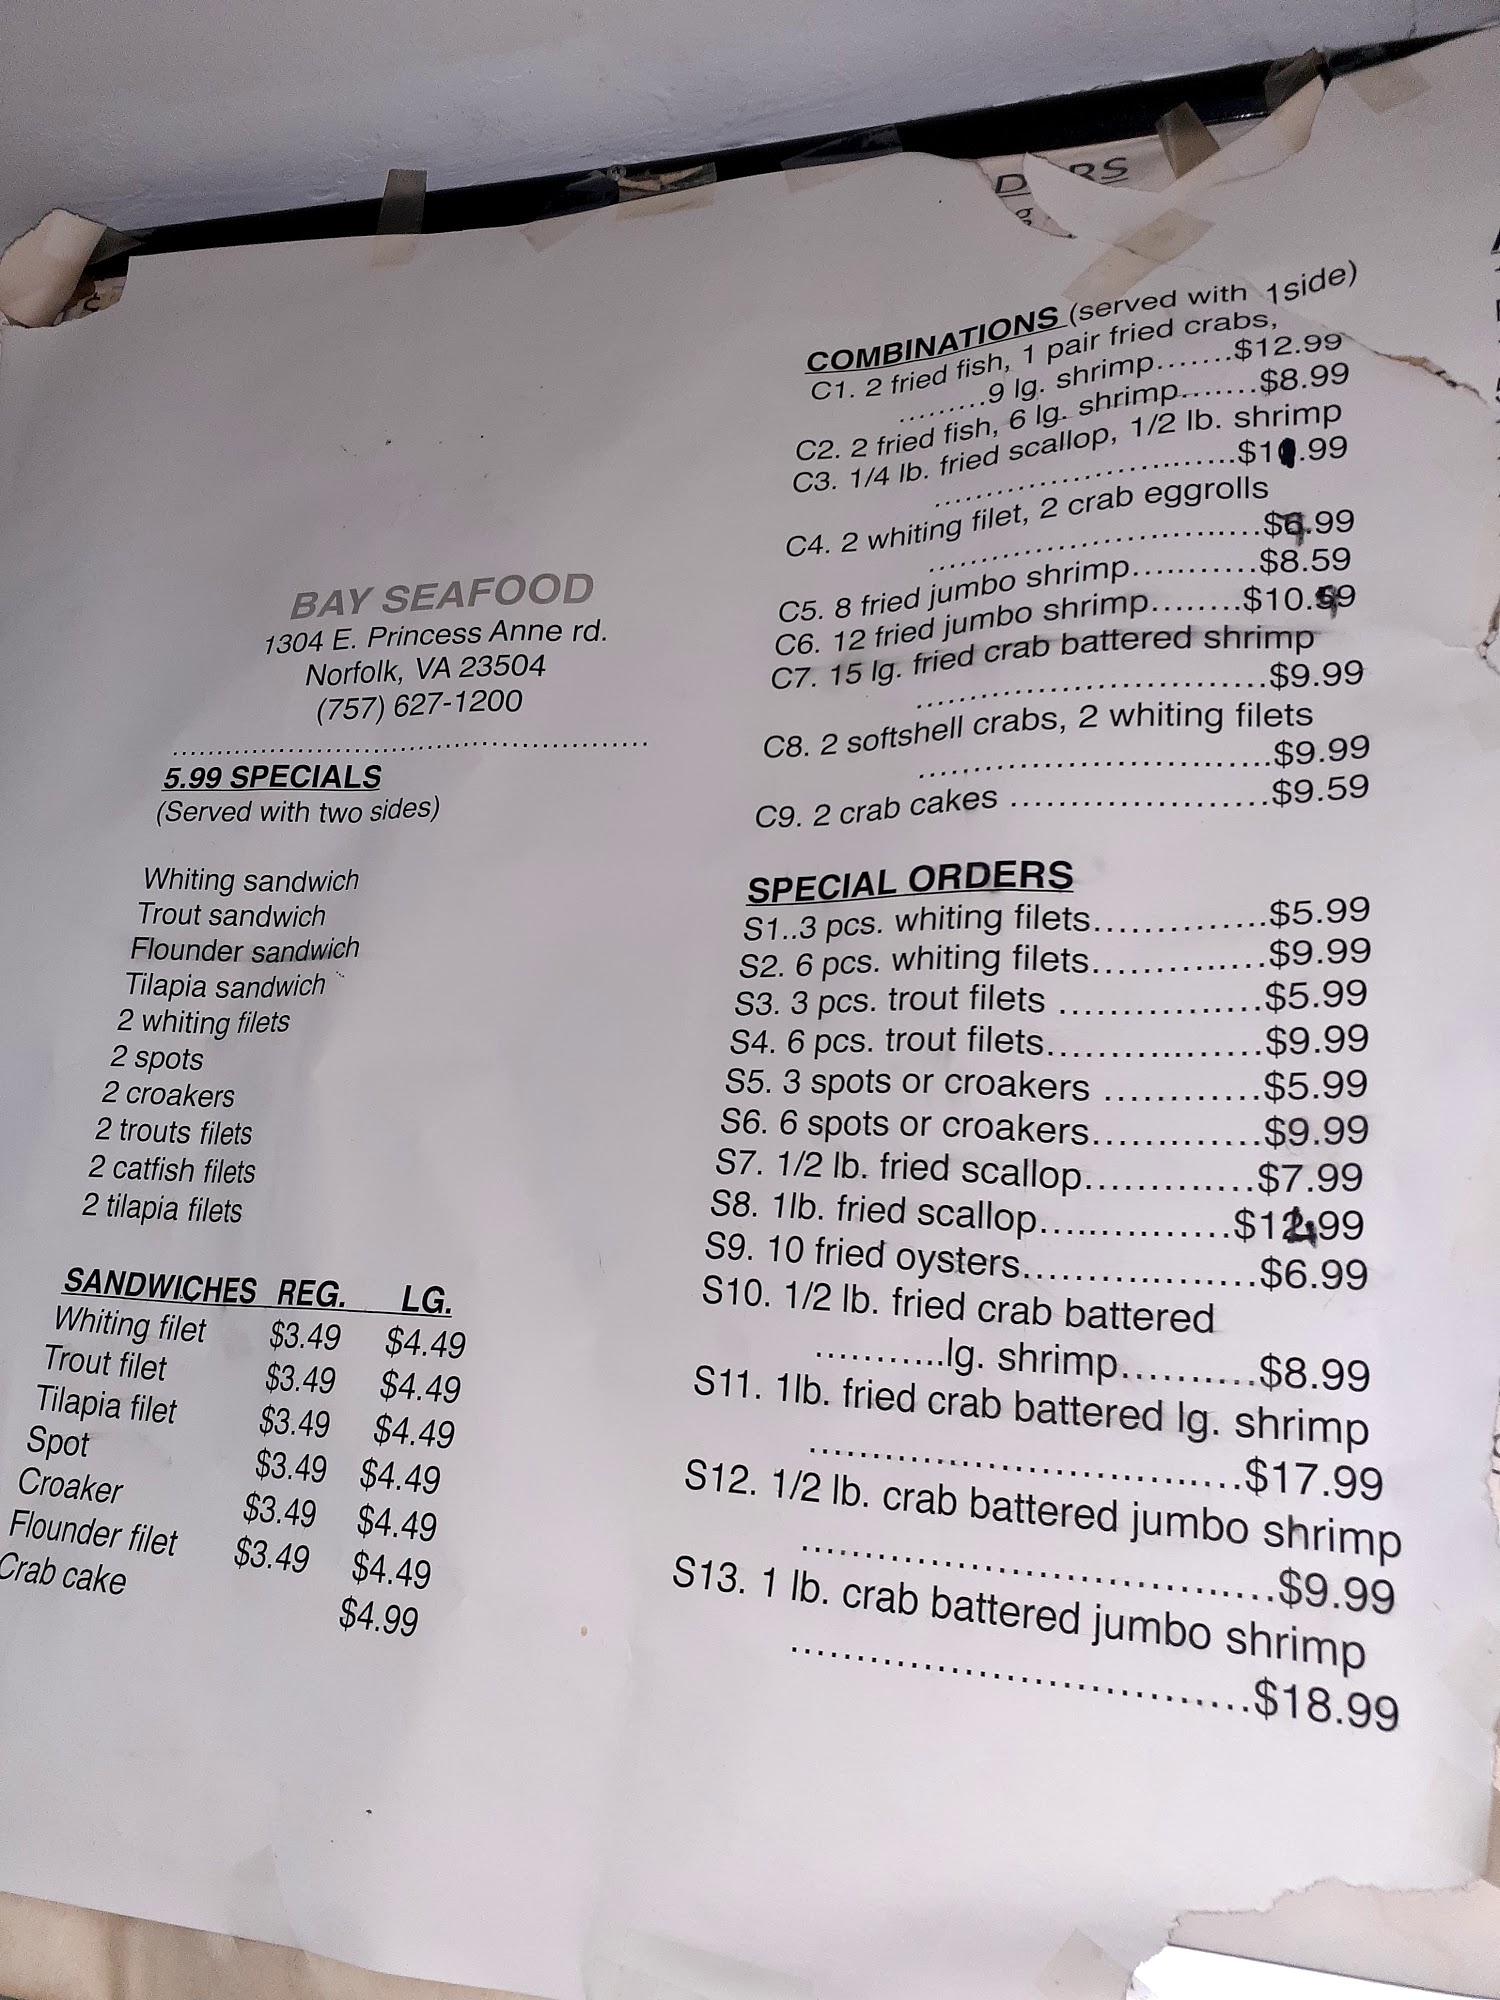 BAY SEAFOOD
1304 E. Princess Anne rd.
Norfolk, VA 23504
(757) 627-1200
5.99 SPECIALS
(Served with two sides)
Whiting sandwich
Trout sandwich
Flounder sandwich
Tilapia sandwich
2 whiting filets
2 spots
2 croakers
2 trouts filets
2 catfish filets
2 tilapia filets
SANDWICHES REG. LG.
Whiting filet $3.49 $4.49
Trout filet $3.49 $4.49
Tilapia filet $3.49 $4.49
Spot $3.49 $4.49
Croaker $3.49 $4.49
Flounder filet $3.49 $4.49
Crab cake $4.99
COMBINATIONS (served with 1side)
C1. 2 fried fish, 1 pair fried crabs,
.........9 lg. shrimp.......$12.99
C2. 2 fried fish, 6 lg. shrimp.......$8.99
C3. 1/4 lb. fried scallop, 1/2 lb. shrimp
C4. 2 whiting filet, 2 crab eggrolls
C5. 8 fried jumbo shrimp...........$8.59
C6. 12 fried jumbo shrimp........
C7. 15 lg. fried crab battered shrimp
................................$9.99
C8. 2 softshell crabs, 2 whiting filets
................................$9.99
C9. 2 crab cakes .......................$9.59
SPECIAL ORDERS
S1..3 pcs. whiting filets..............$5.99
S2. 6 pcs. whiting filets..............$9.99
S3. 3 pcs. trout filets ................$5.99
S4. 6 pcs. trout filets.................$9.99
S5. 3 spots or croakers ............$5.99
S6. 6 spots or croakers.............$9.99
S7. 1/2 lb. fried scallop.............$7.99
S8. 1lb. fried scallop...............
S9. 10 fried oysters..................$6.99
S10. 1/2 lb. fried crab battered
...........lg. shrimp..........$8.99
S11. 1lb. fried crab battered lg. shrimp
.................................$17.99
S12. 1/2 lb. crab battered jumbo shrimp
....................................$9.99
S13. 1 lb. crab battered jumbo shrimp
...................................$18.99